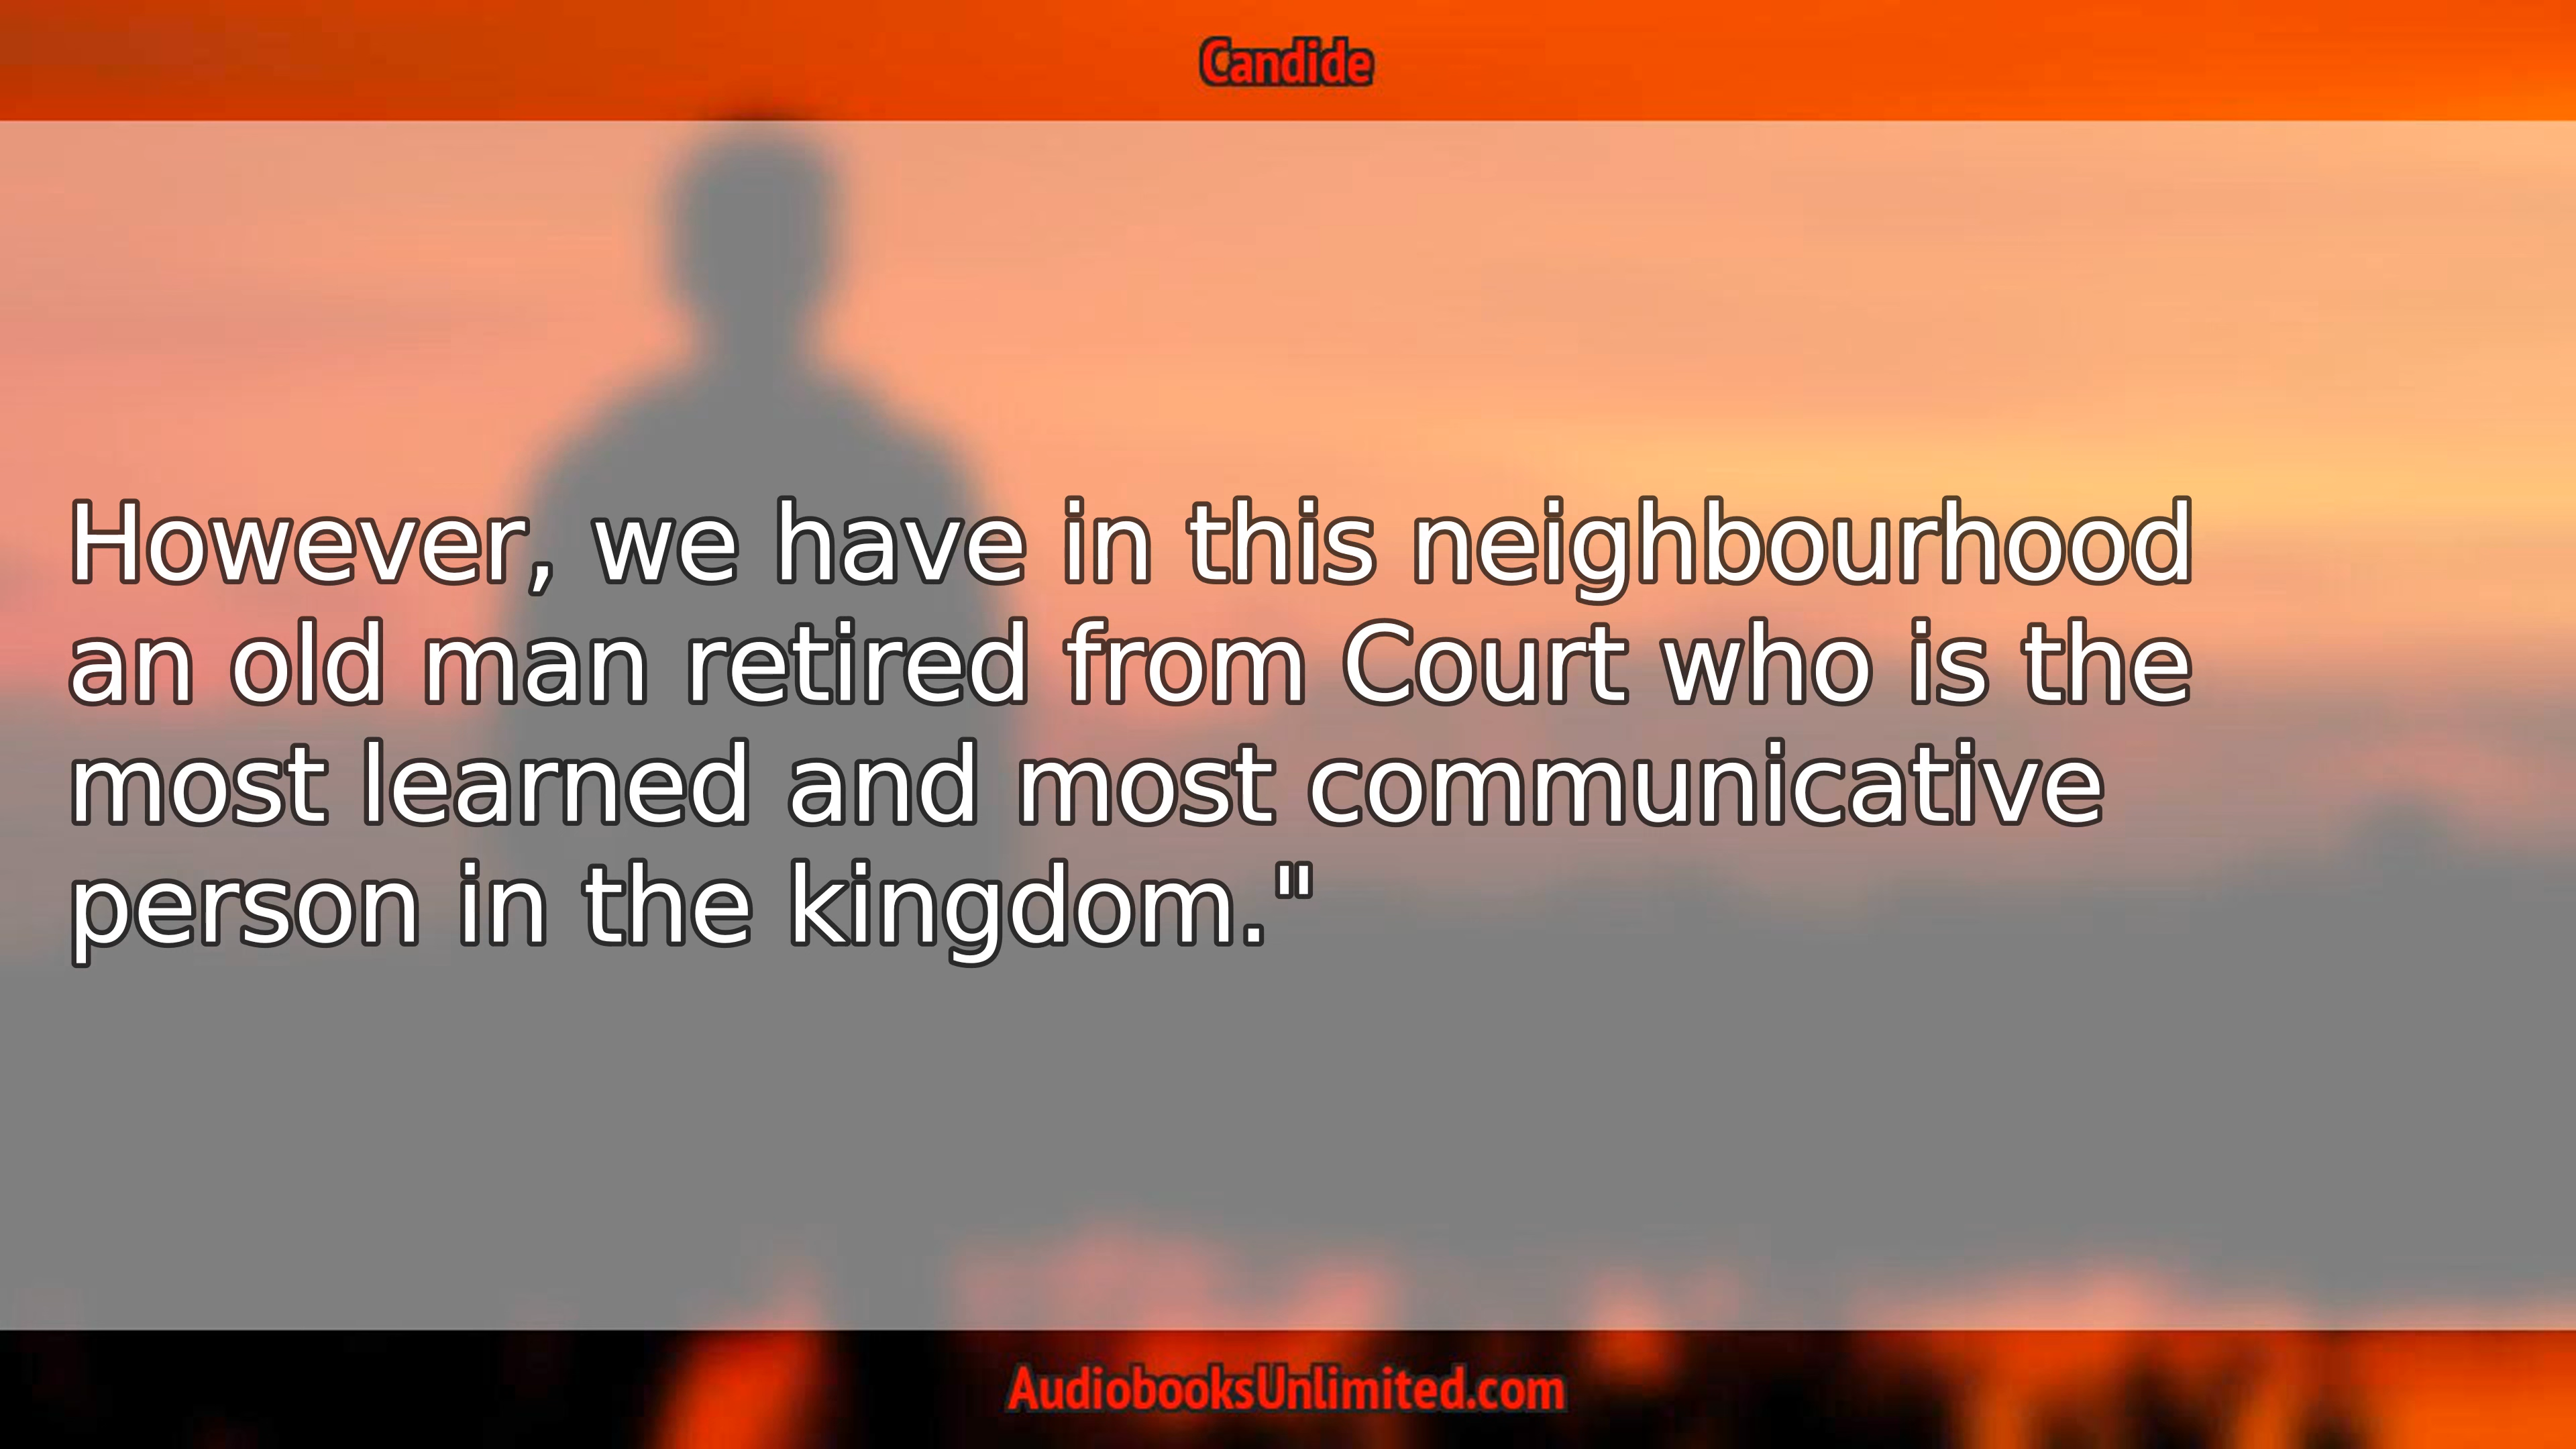 Candide
However, we have in this neighbourhood
an old man retired from Court who is the
most learned and most communicative
person in the kingdom."
AudiobooksUnlimited.com